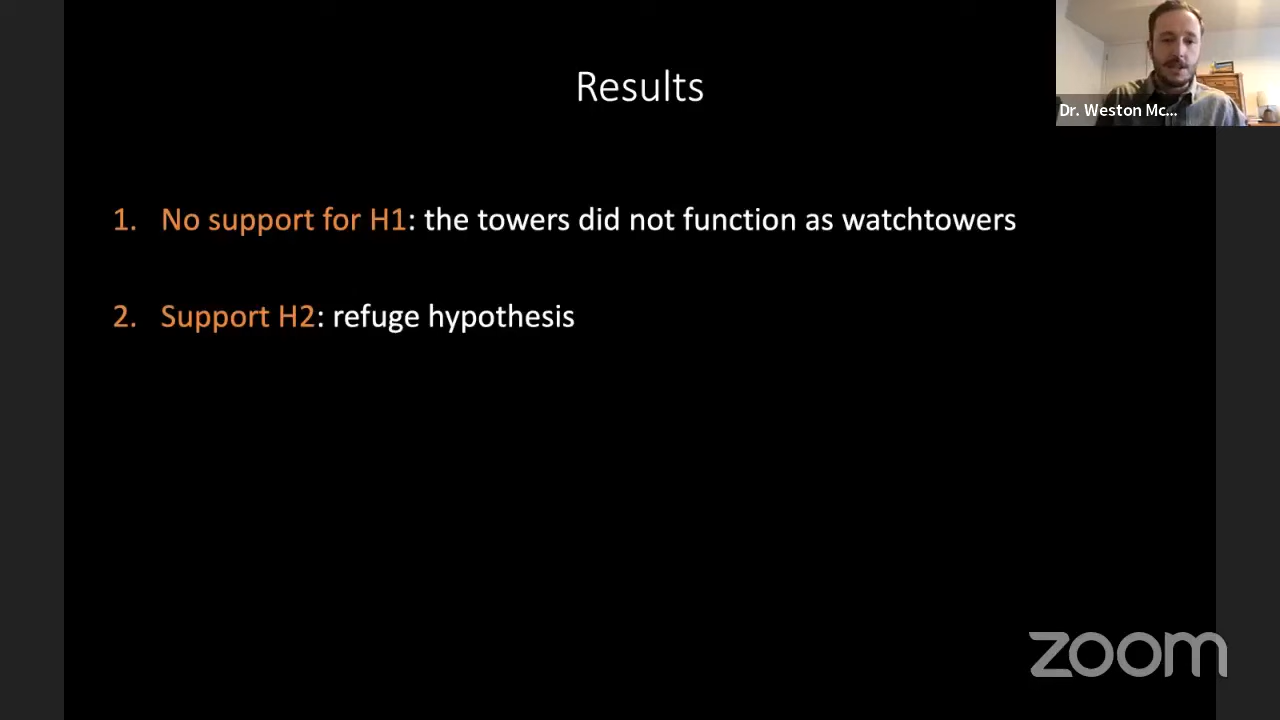 Results
Dr. Weston Mc...
1. No support for H1: the towers did not function as watchtowers
2. Support H2: refuge hypothesis
zoom